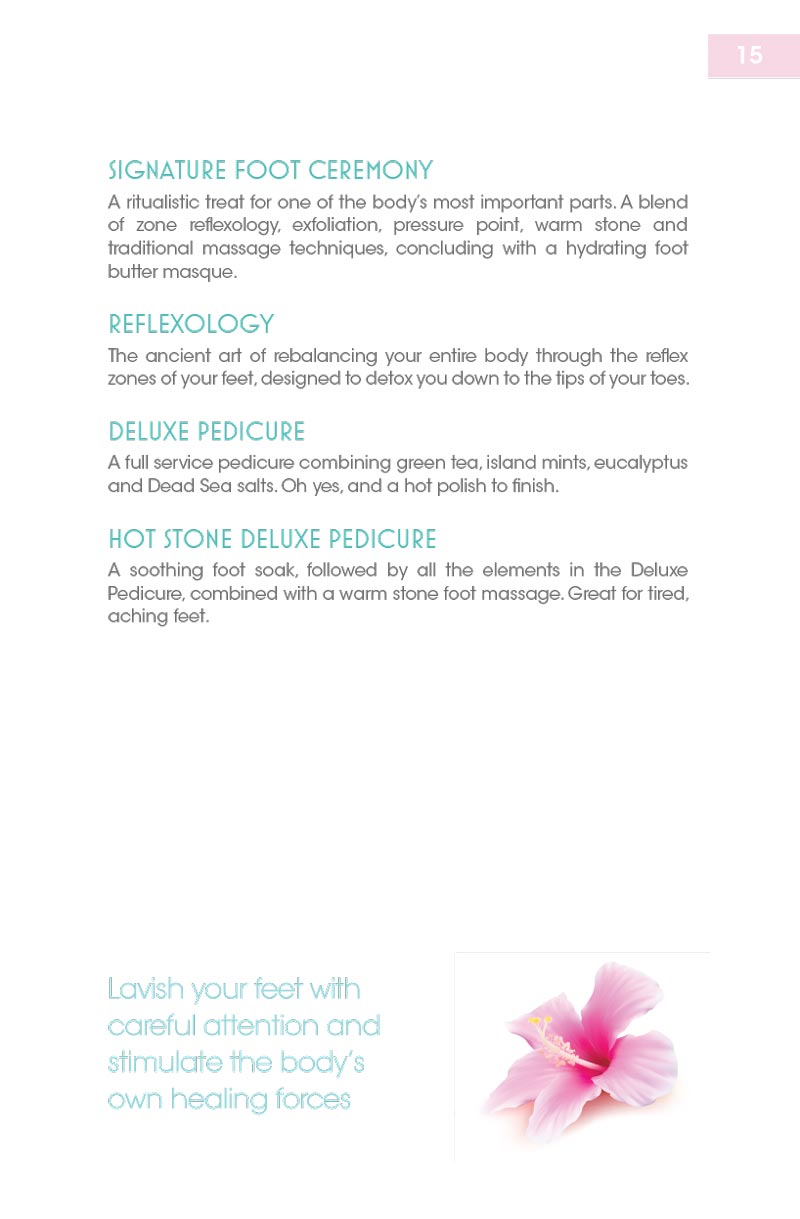 15
SIGNATURE FOOT CEREMONY
A ritualistic treat for one of the body's most important parts. A blend
of zone reflexology, exfoliation, pressure point, warm stone and
traditional massage techniques, concluding with a hydrating foot
butter masque.
REFLEXOLOGY
The ancient art of rebalancing your entire body through the reflex
zones of your feet, designed to detox you down to the tips of your toes.
DELUXE PEDICURE
A full service pedicure combining green tea, island mints, eucalyptus
and Dead Sea salts. Oh yes, and a hot polish to finish.
HOT STONE DELUXE PEDICURE
A soothing foot soak, followed by all the elements in the Deluxe
Pedicure, combined with a warm stone foot massage. Great for tired,
aching feet.
Lavish your feet with
careful attention and
stimulate the body's
own healing forces